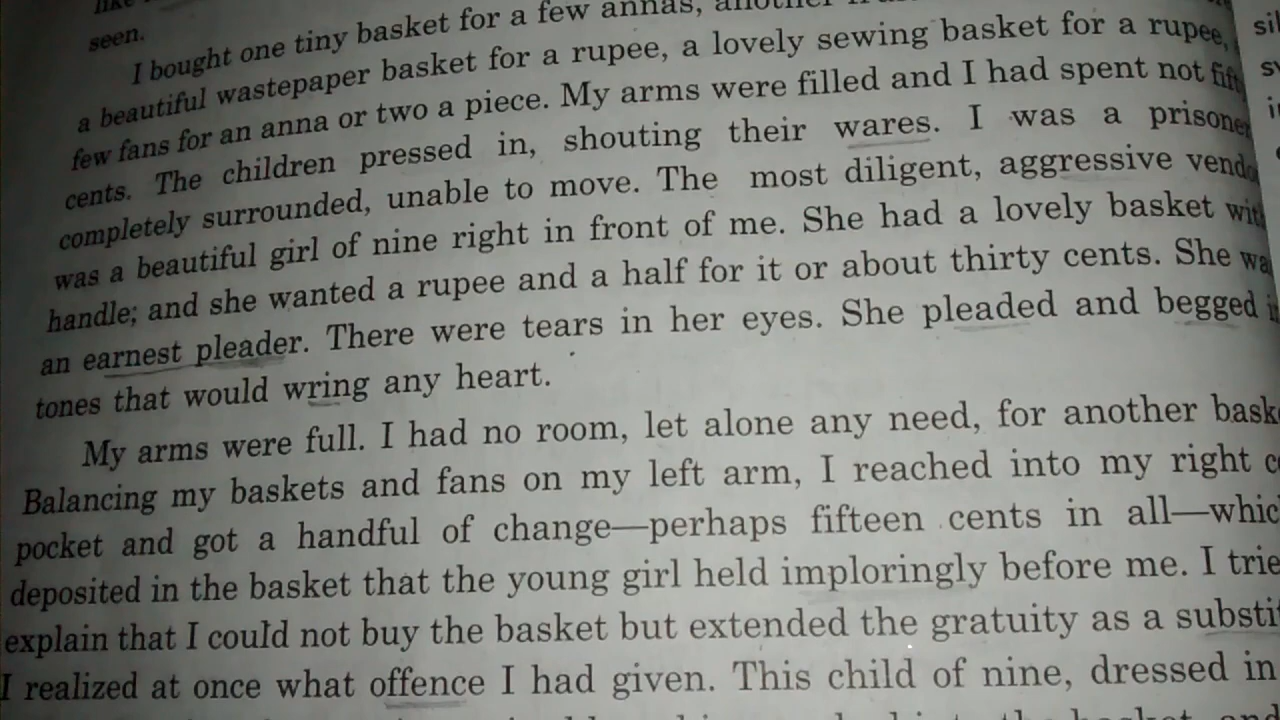 seen.
I bought one tiny basket for a few annas, another
a beautiful wastepaper basket for a rupee, a lovely sewing basket for a rupee,
few fans for an anna or two a piece. My arms were filled and I had spent not
cents. The children pressed in, shouting their wares. I was a prisoner
completely surrounded, unable to move. The most diligent, aggressive
was a beautiful girl of nine right in front of me. She had a lovely basket with
handle; and she wanted a rupee and a half for it or about thirty cents. She
an earnest pleader. There were tears in her eyes. She pleaded and begged
tones that would wring any heart.
My arms were full. I had no room, let alone any need, for another
Balancing my baskets and fans on my left arm, I reached into my right
pocket and got a handful of change—perhaps fifteen cents in all—
deposited in the basket that the young girl held imploringly before me. I
explain that I could not buy the basket but extended the gratuity as a
I realized at once what offence I had given. This child of nine, dressed in